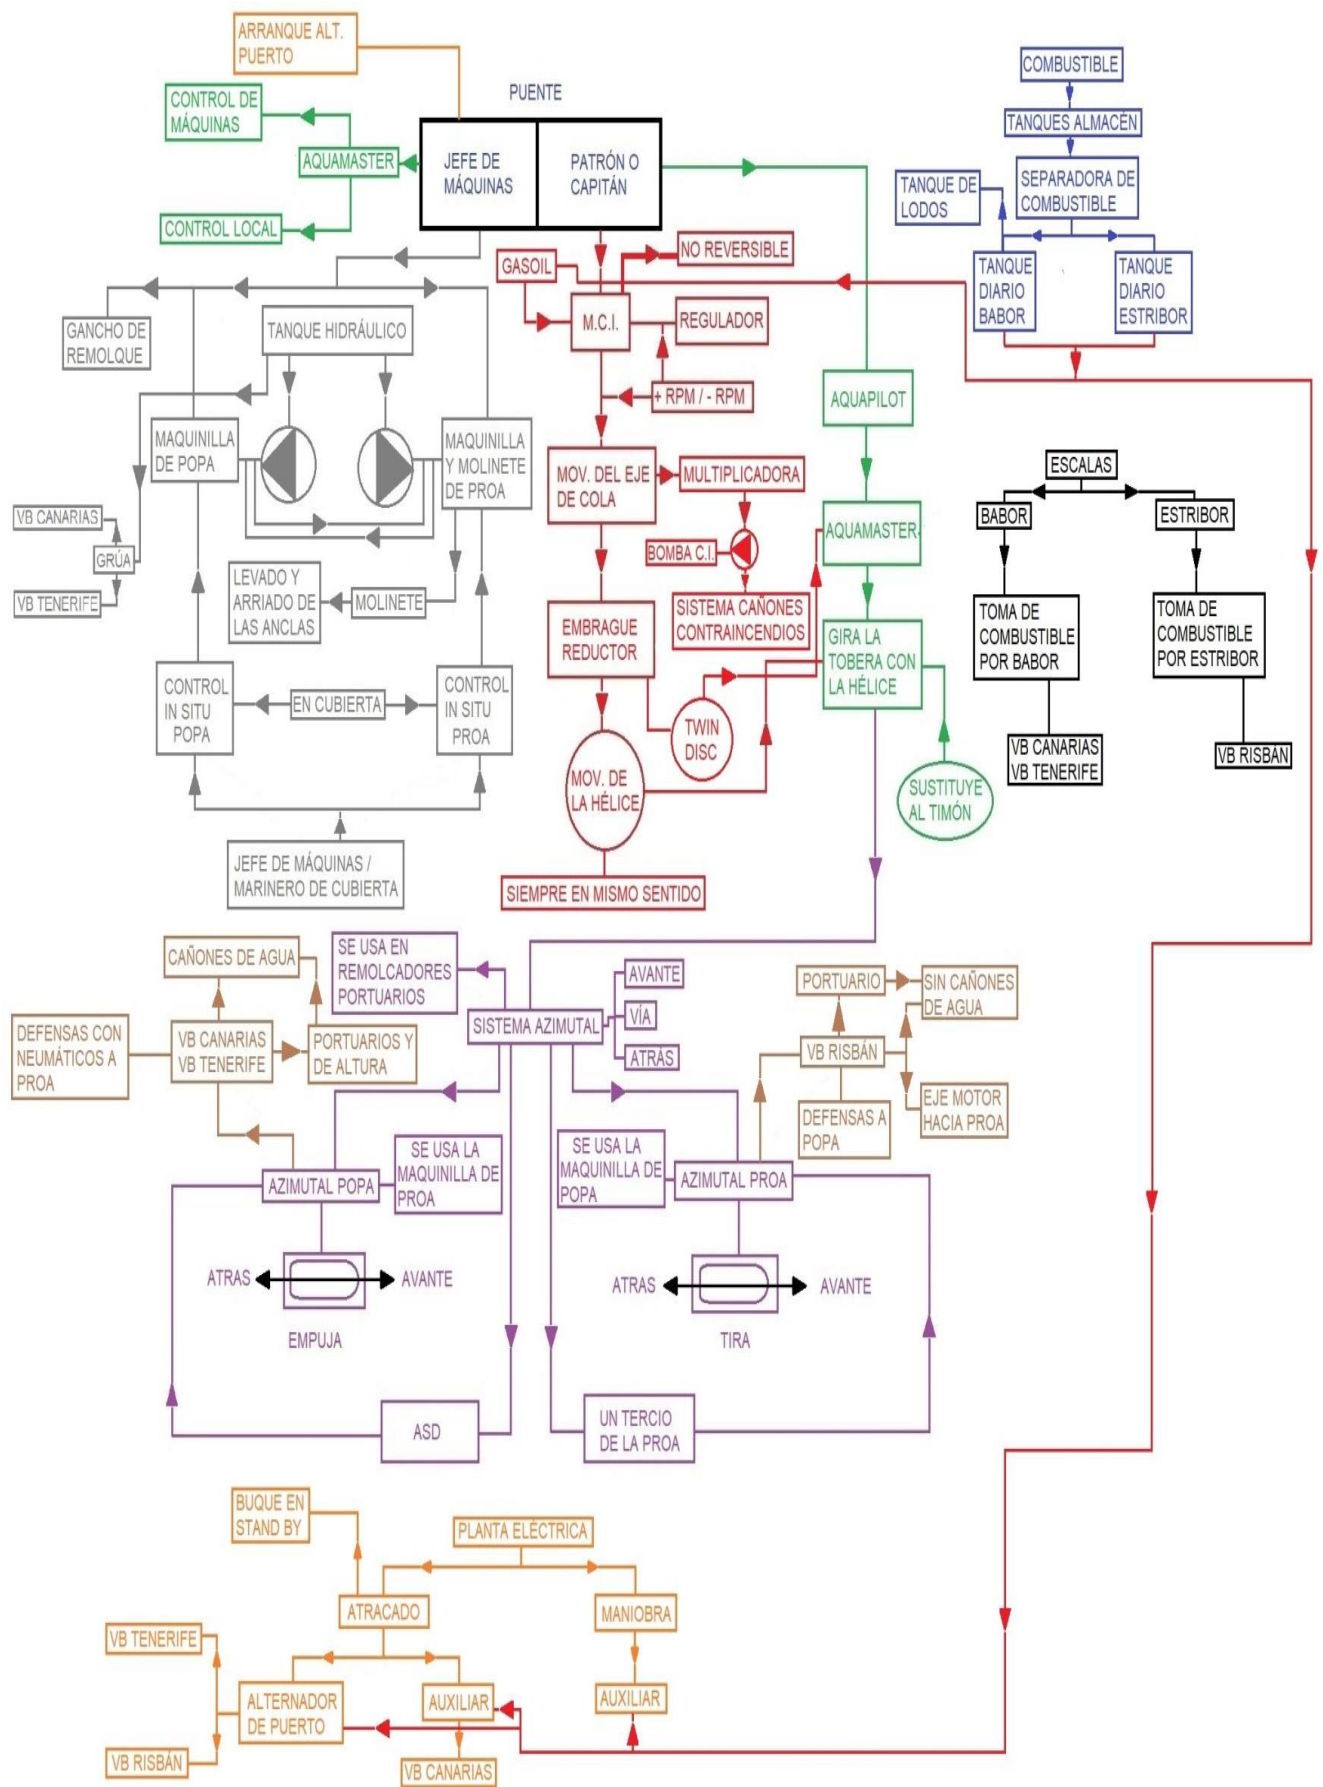 ARRANQUE ALT.
PUERTO
PUENTE
CONTROL DE
MÁQUINAS
AQUAMASTER
CONTROL LOCAL
JEFE DE
MÁQUINAS
PATRÓN O
CAPITÁN
COMBUSTIBLE
TANQUES ALMACÉN
SEPARADORA DE
COMBUSTIBLE
TANQUE DE
LODOS
TANQUE
DIARIO
BABOR
TANQUE
DIARIO
ESTRIBOR
GASOIL
NO REVERSIBLE
M.C.I.
REGULADOR
+ RPM / - RPM
GANCHO DE
REMOLQUE
TANQUE HIDRÁULICO
MAQUINILLA
DE POPA
MAQUINILLA
Y MOLINETE
DE PROA
VB CANARIAS
GRÚA
VB TENERIFE
LEVADO Y
ARRIADO DE
LAS ANCLAS
MOLINETE
CONTROL
IN SITU
POPA
EN CUBIERTA
CONTROL
IN SITU
PROA
JEFE DE MÁQUINAS /
MARINERO DE CUBIERTA
MOV. DEL EJE
DE COLA
MULTIPLICADORA
BOMBA C.I.
SISTEMA CAÑONES
CONTRAINCENDIOS
EMBRAGUE
REDUCTOR
TWIN
DISC
MOV. DE
LA HÉLICE
SIEMPRE EN MISMO SENTIDO
AQUAPILOT
AQUAMASTER
GIRA LA
TOBERA CON
LA HÉLICE
SUSTITUYE
AL TIMÓN
ESCALAS
BABOR
ESTRIBOR
TOMA DE
COMBUSTIBLE
POR BABOR
TOMA DE
COMBUSTIBLE
POR ESTRIBOR
VB CANARIAS
VB TENERIFE
VB RISBÁN
CAÑONES DE AGUA
DEFENSAS CON
NEUMÁTICOS A
PROA
VB CANARIAS
VB TENERIFE
PORTUARIOS Y
DE ALTURA
SE USA EN
REMOLCADORES
PORTUARIOS
SISTEMA AZIMUTAL
AVANTE
VÍA
ATRÁS
PORTUARIO
SIN CAÑONES
DE AGUA
VB RISBÁN
DEFENSAS A
POPA
EJE MOTOR
HACIA PROA
AZIMUTAL POPA
SE USA LA
MAQUINILLA DE
PROA
SE USA LA
MAQUINILLA DE
POPA
AZIMUTAL PROA
ATRAS
AVANTE
EMPUJA
ATRAS
AVANTE
TIRA
ASD
UN TERCIO
DE LA PROA
BUQUE EN
STAND BY
PLANTA ELÉCTRICA
ATRACADO
MANIOBRA
VB TENERIFE
ALTERNADOR
DE PUERTO
AUXILIAR
AUXILIAR
VB RISBÁN
VB CANARIAS